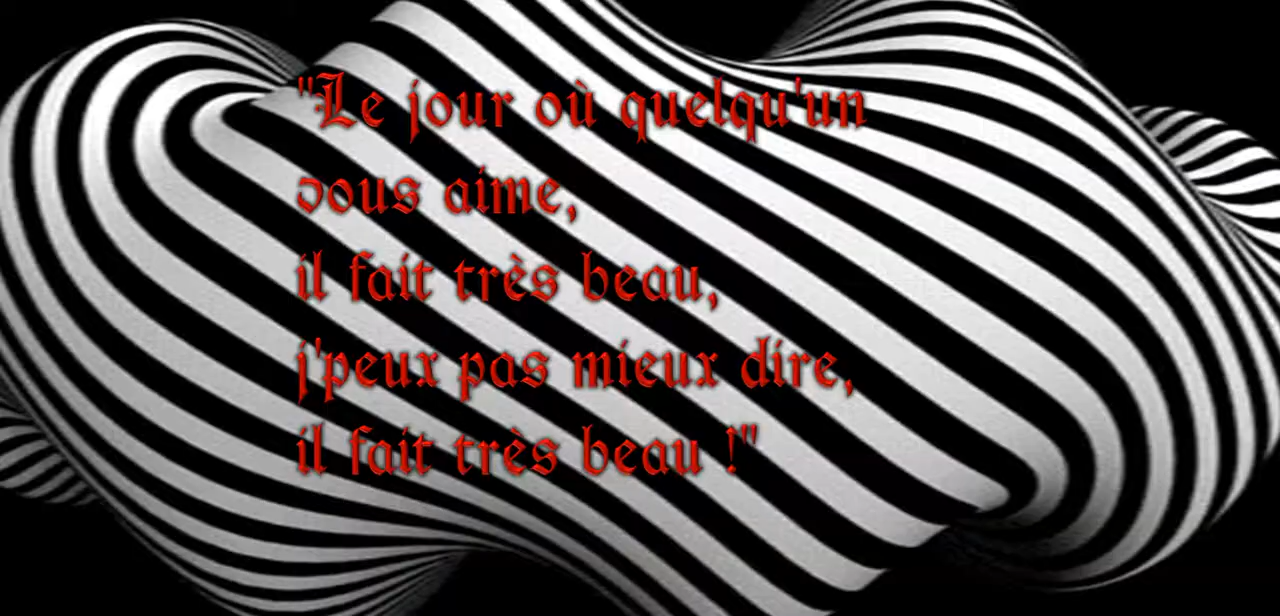 "Le jour où quelqu'un
vous aime,
il fait très beau,
j'peux pas mieux dire,
il fait très beau !"